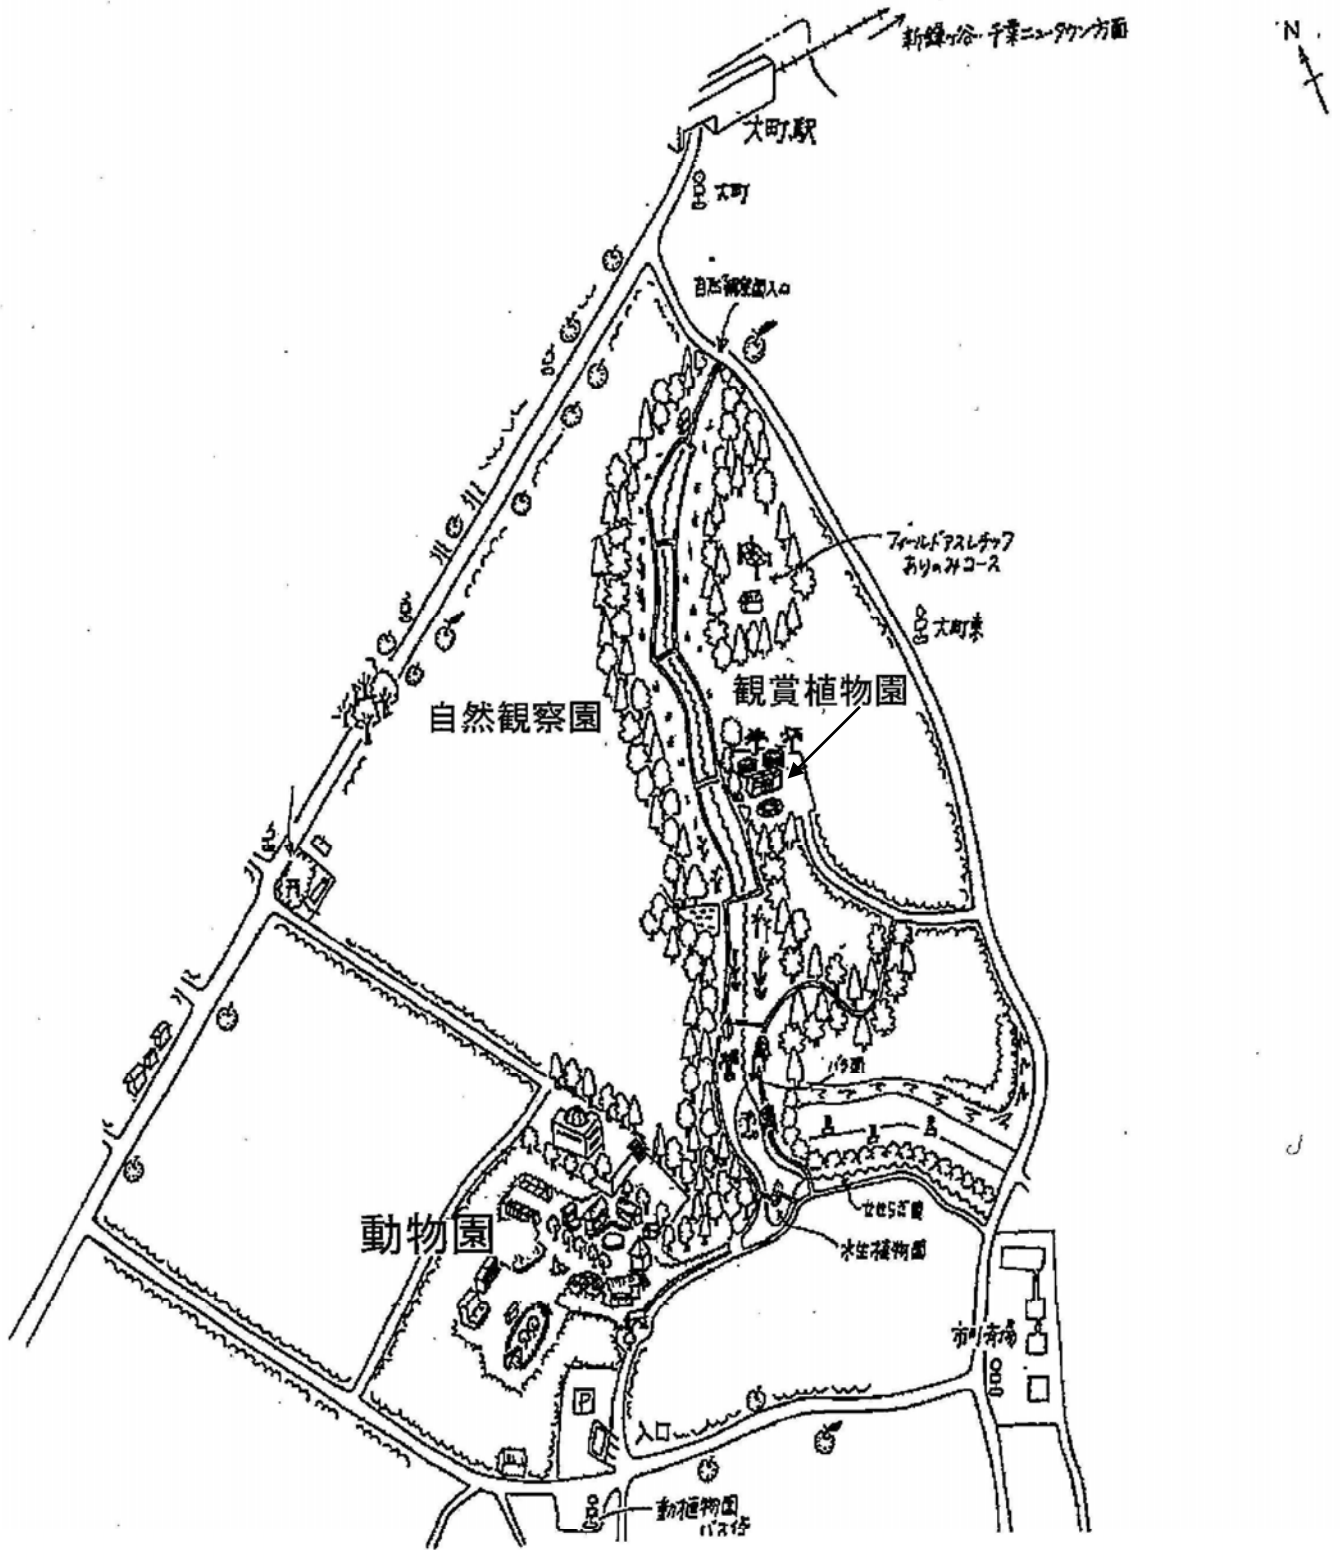 新鎌ヶ谷・千葉ニュータウン方面
N
大町駅
大町
自然観察園入口
フィールドアスレチック
ありのみコース
大町東
観賞植物園
自然観察園
バラ園
せせらぎ園
水生植物園
動物園
市川斎場
P
入口
動植物園
バス停